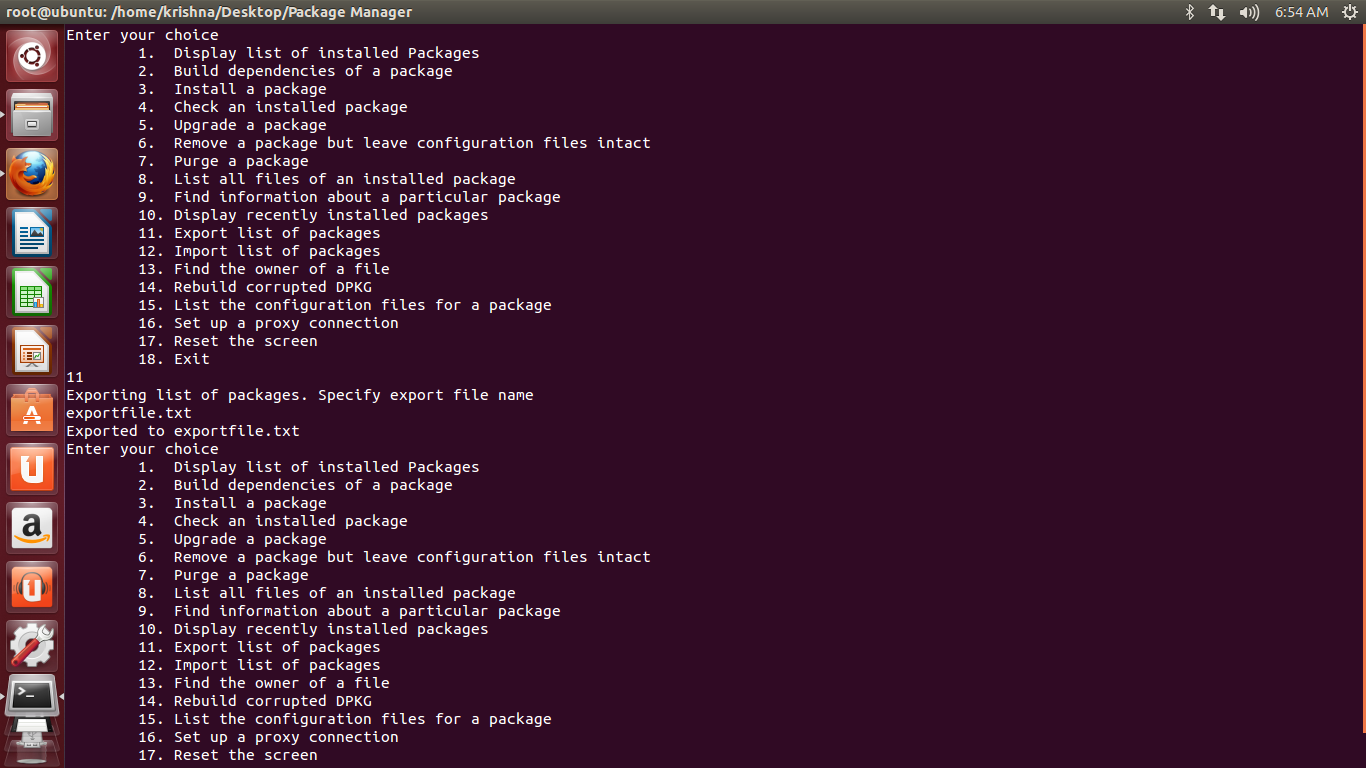 root@ubuntu: /home/krishna/Desktop/Package Manager 6:54 AM
Enter your choice
1. Display list of installed Packages
2. Build dependencies of a package
3. Install a package
4. Check an installed package
5. Upgrade a package
6. Remove a package but leave configuration files intact
7. Purge a package
8. List all files of an installed package
9. Find information about a particular package
10. Display recently installed packages
11. Export list of packages
12. Import list of packages
13. Find the owner of a file
14. Rebuild corrupted DPKG
15. List the configuration files for a package
16. Set up a proxy connection
17. Reset the screen
18. Exit
11
Exporting list of packages. Specify export file name
exportfile.txt
Exported to exportfile.txt
Enter your choice
1. Display list of installed Packages
2. Build dependencies of a package
3. Install a package
4. Check an installed package
5. Upgrade a package
6. Remove a package but leave configuration files intact
7. Purge a package
8. List all files of an installed package
9. Find information about a particular package
10. Display recently installed packages
11. Export list of packages
12. Import list of packages
13. Find the owner of a file
14. Rebuild corrupted DPKG
15. List the configuration files for a package
16. Set up a proxy connection
17. Reset the screen